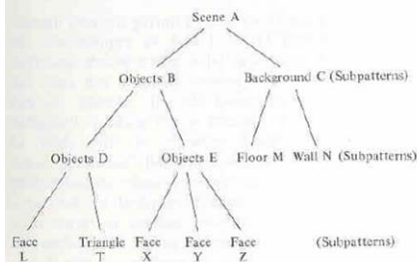 Scene A
Objects B Background C (Subpatterns)
Objects D Objects E Floor M Wall N (Subpatterns)
Face Triangle Face Face Face (Subpatterns)
L T X Y Z